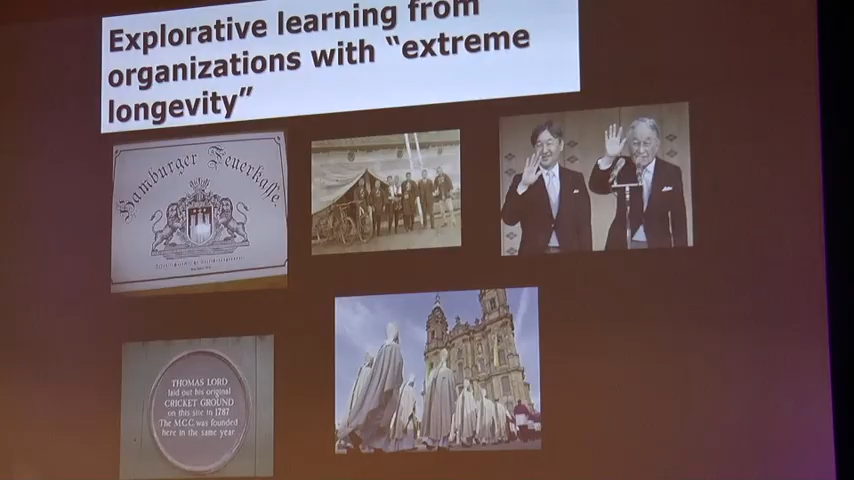 Explorative learning from
organizations with “extreme
longevity”
Hamburger Feuerkasse.
THOMAS LORD
laid out his original
CRICKET GROUND
on this site in 1787
The M.C.C. was founded
here in the same year